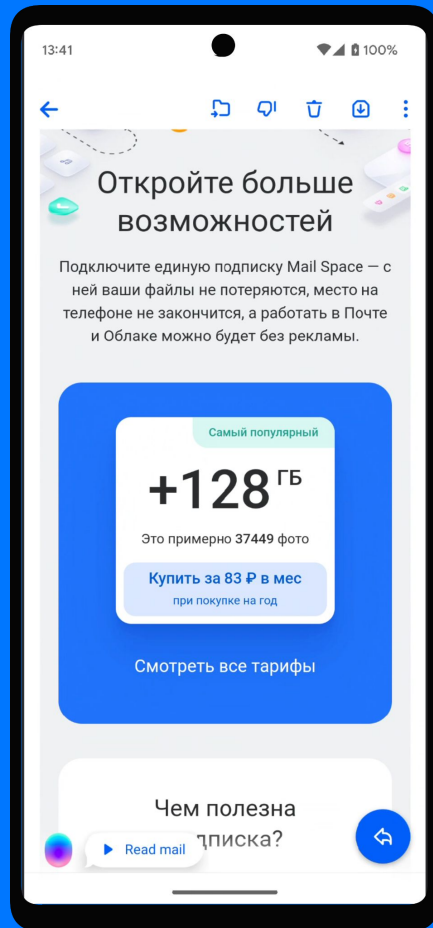 13:41
100%
Откройте больше
возможностей
Подключите единую подписку Mail Space — с
ней ваши файлы не потеряются, место на
телефоне не закончится, а работать в Почте
и Облаке можно будет без рекламы.
Самый популярный
+128 ГБ
Это примерно 37449 фото
Купить за 83 ₽ в мес
при покупке на год
Смотреть все тарифы
Чем полезна
дписка?
Read mail